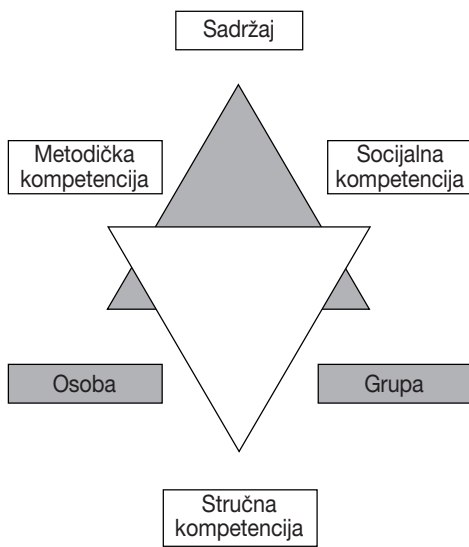 Sadržaj
Metodička
kompetencija
Socijalna
kompetencija
Osoba
Grupa
Stručna
kompetencija